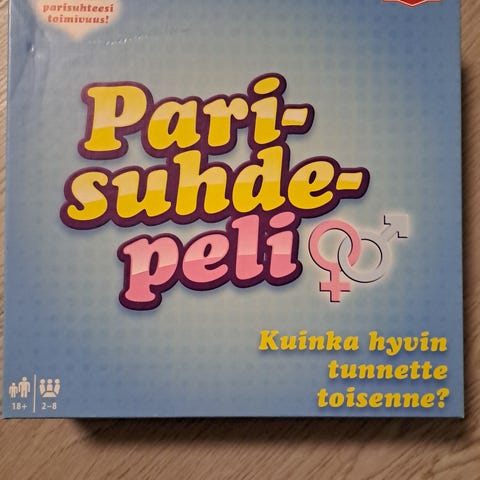 parisuhteesi
toimivuus!
Pari-
suhde-
peli
Kuinka hyvin
tunnette
toisenne?
18+ 2-8